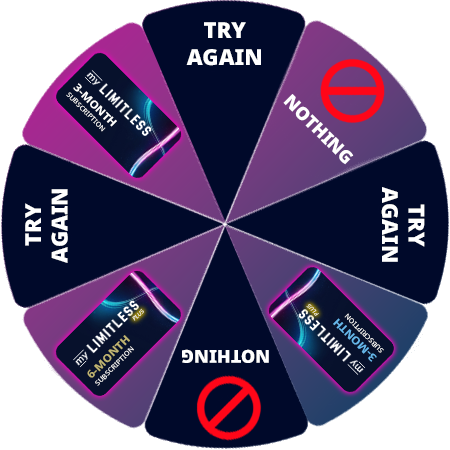 TRY
AGAIN
NOTHING
TRY
AGAIN
my LIMITLESS
PLUS
3-MONTH
SUBSCRIPTION
NOTHING
my LIMITLESS
PLUS
6-MONTH
SUBSCRIPTION
TRY
AGAIN
my LIMITLESS
3-MONTH
SUBSCRIPTION